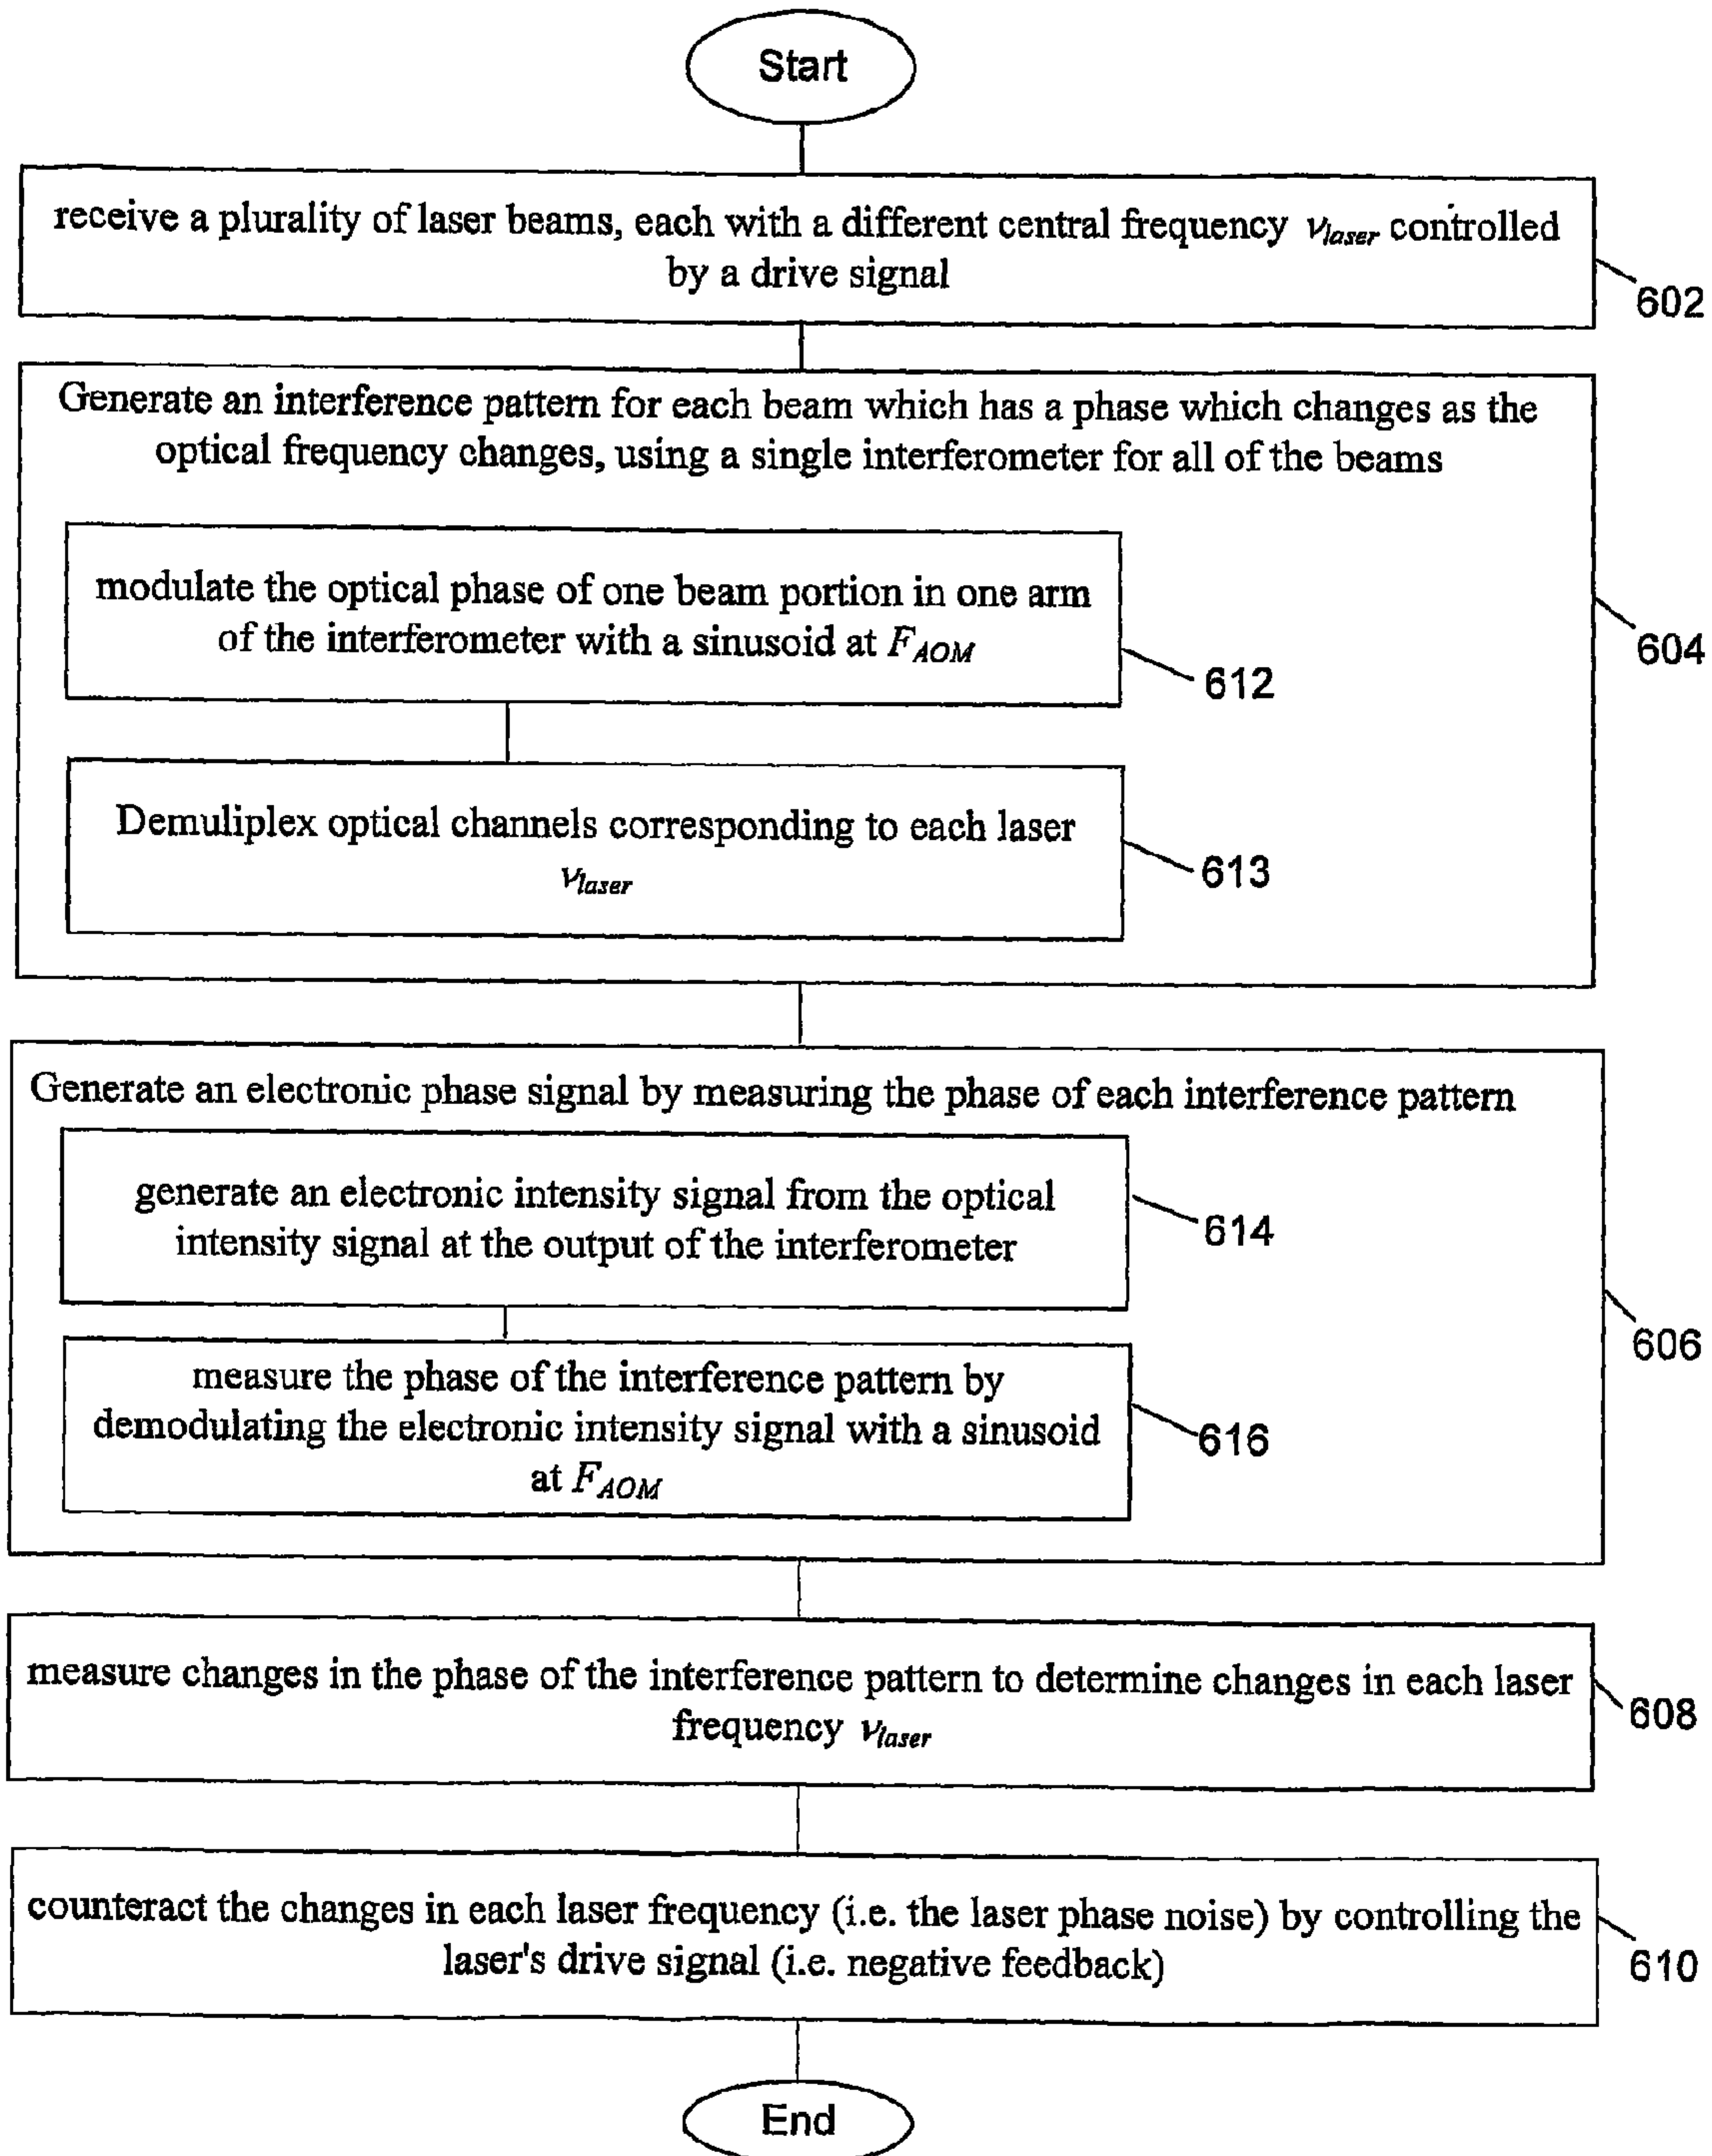 Start
receive a plurality of laser beams, each with a different central frequency νlaser controlled
by a drive signal
602
Generate an interference pattern for each beam which has a phase which changes as the
optical frequency changes, using a single interferometer for all of the beams
modulate the optical phase of one beam portion in one arm
of the interferometer with a sinusoid at FAOM
604
612
Demuliplex optical channels corresponding to each laser
νlaser
613
Generate an electronic phase signal by measuring the phase of each interference pattern
generate an electronic intensity signal from the optical
intensity signal at the output of the interferometer
614
606
measure the phase of the interference pattern by
demodulating the electronic intensity signal with a sinusoid
at FAOM
616
measure changes in the phase of the interference pattern to determine changes in each laser
frequency νlaser
608
counteract the changes in each laser frequency (i.e. the laser phase noise) by controlling the
laser's drive signal (i.e. negative feedback)
610
End